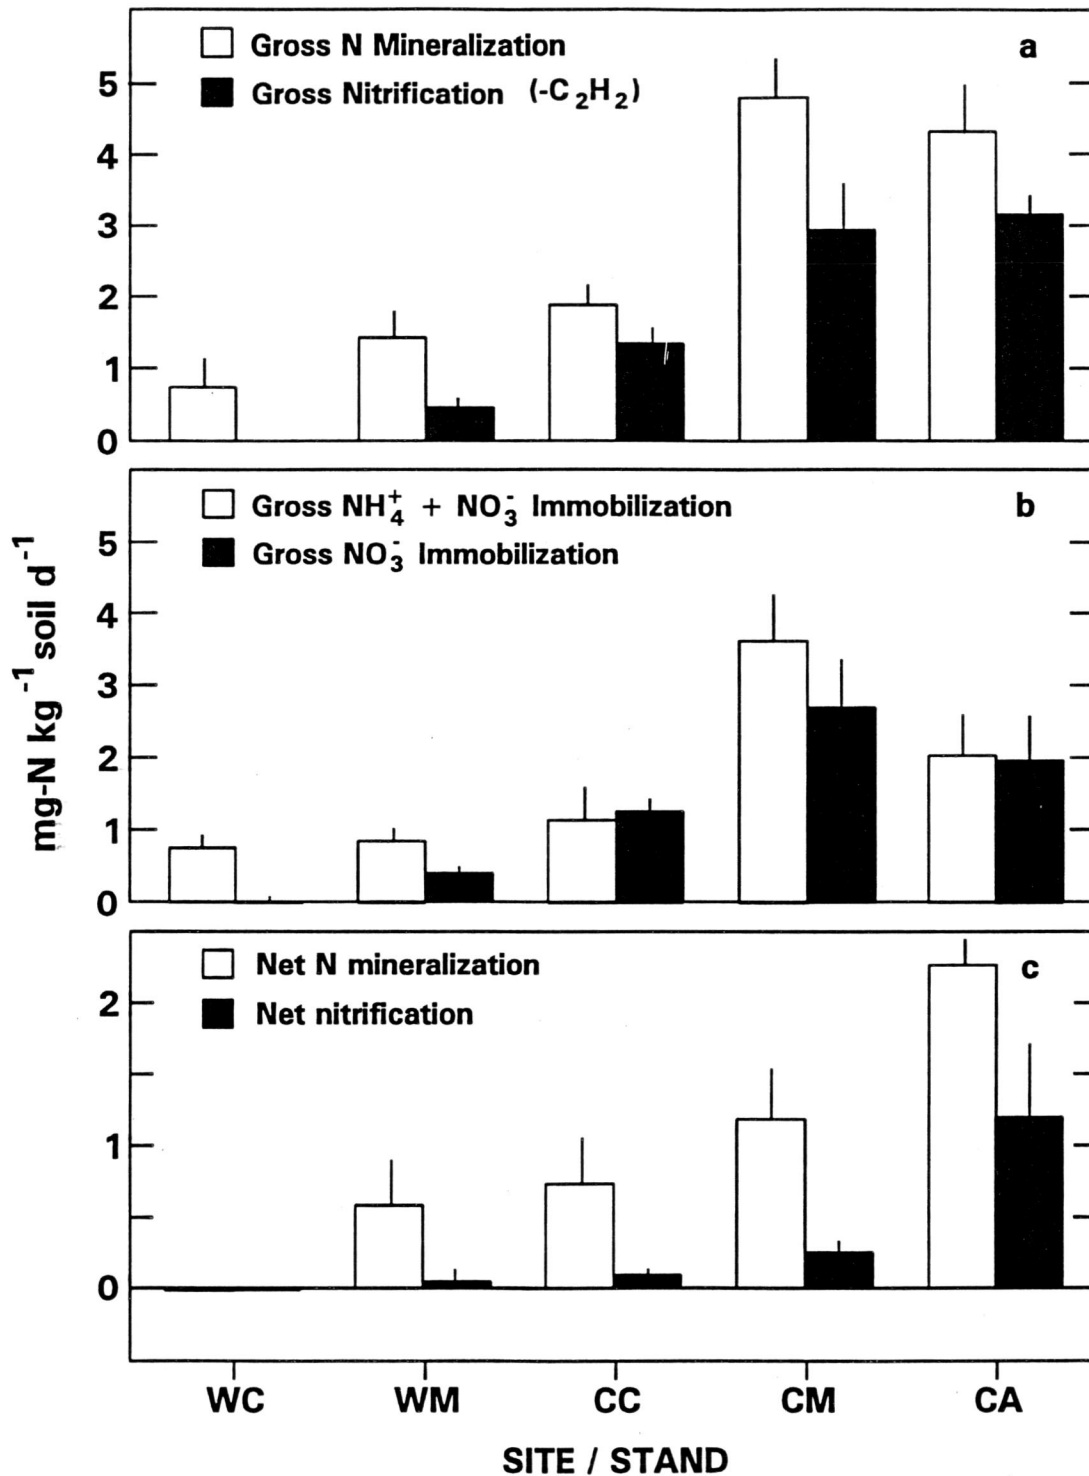 a
Gross N Mineralization
Gross Nitrification (-C₂H₂)
5
4
3
2
1
0
b
Gross NH₄⁺ + NO₃⁻ Immobilization
Gross NO₃⁻ Immobilization
5
4
3
2
1
0
c
Net N mineralization
Net nitrification
2
1
0
mg-N kg⁻¹ soil d⁻¹
WC WM CC CM CA
SITE / STAND